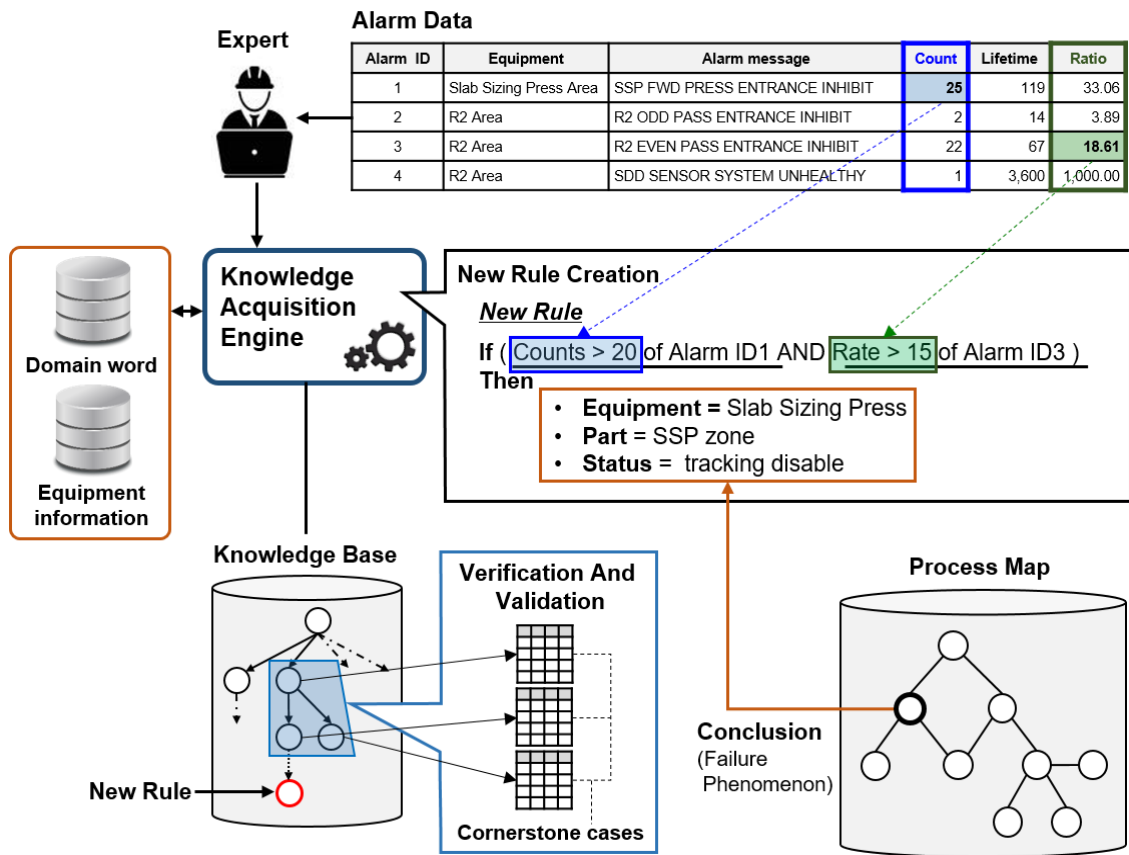 Alarm Data
Expert
Alarm ID Equipment Alarm message Count Lifetime Ratio
1 Slab Sizing Press Area SSP FWD PRESS ENTRANCE INHIBIT 25 119 33.06
2 R2 Area R2 ODD PASS ENTRANCE INHIBIT 2 14 3.89
3 R2 Area R2 EVEN PASS ENTRANCE INHIBIT 22 67 18.61
4 R2 Area SDD SENSOR SYSTEM UNHEALTHY 1 3,600 1,000.00
Knowledge
Acquisition
Engine
Domain word
Equipment
information
New Rule Creation
New Rule
If ( Counts > 20 of Alarm ID1 AND Rate > 15 of Alarm ID3 )
Then
• Equipment = Slab Sizing Press
• Part = SSP zone
• Status = tracking disable
Knowledge Base
New Rule
Verification And
Validation
Cornerstone cases
Process Map
Conclusion
(Failure
Phenomenon)